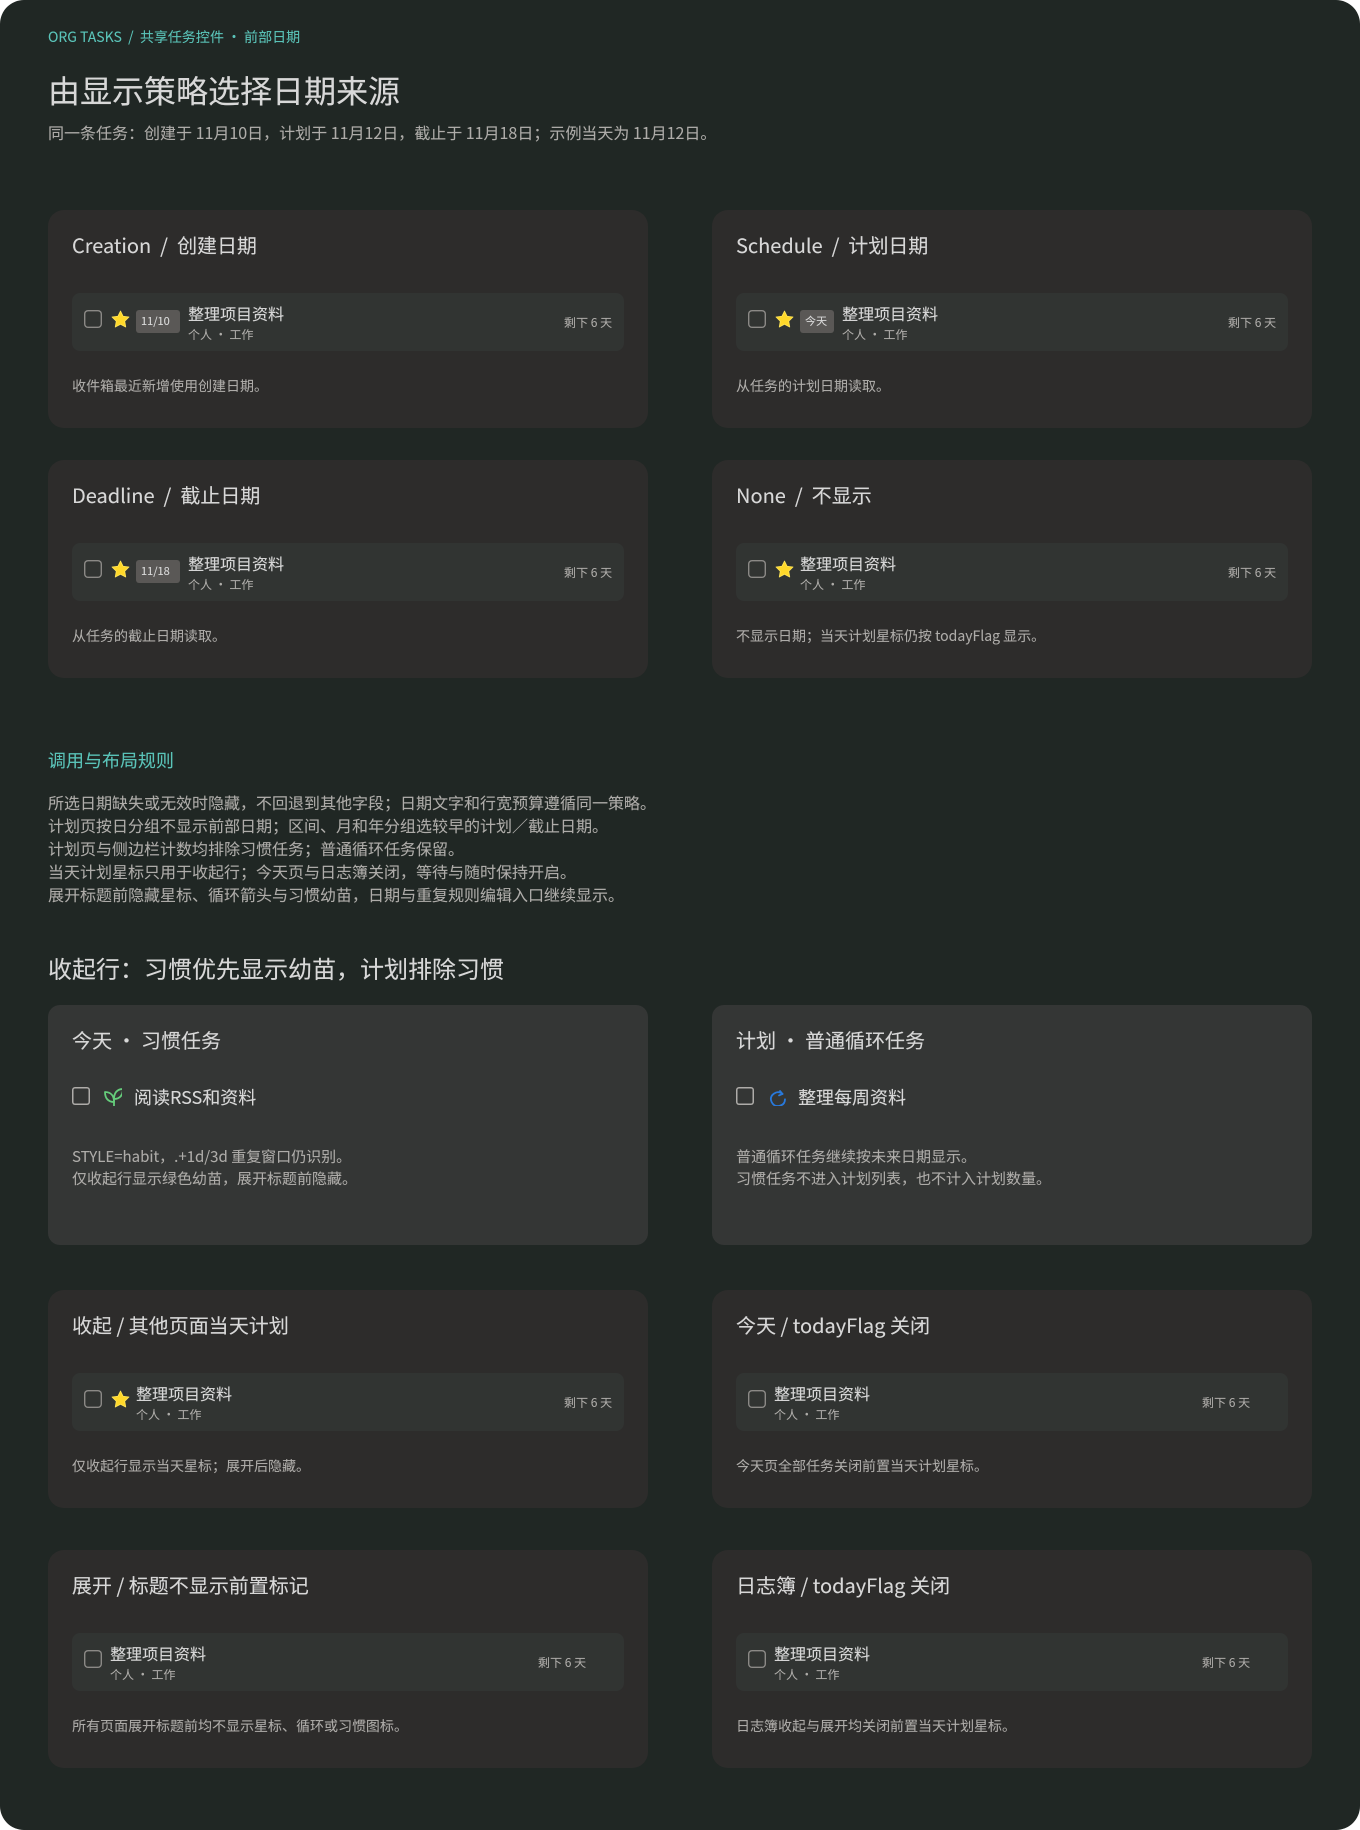 ORG TASKS / 共享任务控件 · 前部日期
由显示策略选择日期来源
同一条任务：创建于 11月10日，计划于 11月12日，截止于 11月18日；示例当天为 11月12日。
Creation / 创建日期
11/10 整理项目资料
个人 · 工作
剩下 6 天
收件箱最近新增使用创建日期。
Schedule / 计划日期
今天 整理项目资料
个人 · 工作
剩下 6 天
从任务的计划日期读取。
Deadline / 截止日期
11/18 整理项目资料
个人 · 工作
剩下 6 天
从任务的截止日期读取。
None / 不显示
整理项目资料
个人 · 工作
剩下 6 天
不显示日期；当天计划星标仍按 todayFlag 显示。
调用与布局规则
所选日期缺失或无效时隐藏，不回退到其他字段；日期文字和行宽预算遵循同一策略。
计划页按日分组不显示前部日期；区间、月和年分组选较早的计划／截止日期。
计划页与侧边栏计数均排除习惯任务；普通循环任务保留。
当天计划星标只用于收起行；今天页与日志簿关闭，等待与随时保持开启。
展开标题前隐藏星标、循环箭头与习惯幼苗，日期与重复规则编辑入口继续显示。
收起行：习惯优先显示幼苗，计划排除习惯
今天 · 习惯任务
阅读RSS和资料
STYLE=habit，.+1d/3d 重复窗口仍识别。
仅收起行显示绿色幼苗，展开标题前隐藏。
计划 · 普通循环任务
整理每周资料
普通循环任务继续按未来日期显示。
习惯任务不进入计划列表，也不计入计划数量。
收起 / 其他页面当天计划
整理项目资料
个人 · 工作
剩下 6 天
仅收起行显示当天星标；展开后隐藏。
今天 / todayFlag 关闭
整理项目资料
个人 · 工作
剩下 6 天
今天页全部任务关闭前置当天计划星标。
展开 / 标题不显示前置标记
整理项目资料
个人 · 工作
剩下 6 天
所有页面展开标题前均不显示星标、循环或习惯图标。
日志簿 / todayFlag 关闭
整理项目资料
个人 · 工作
剩下 6 天
日志簿收起与展开均关闭前置当天计划星标。